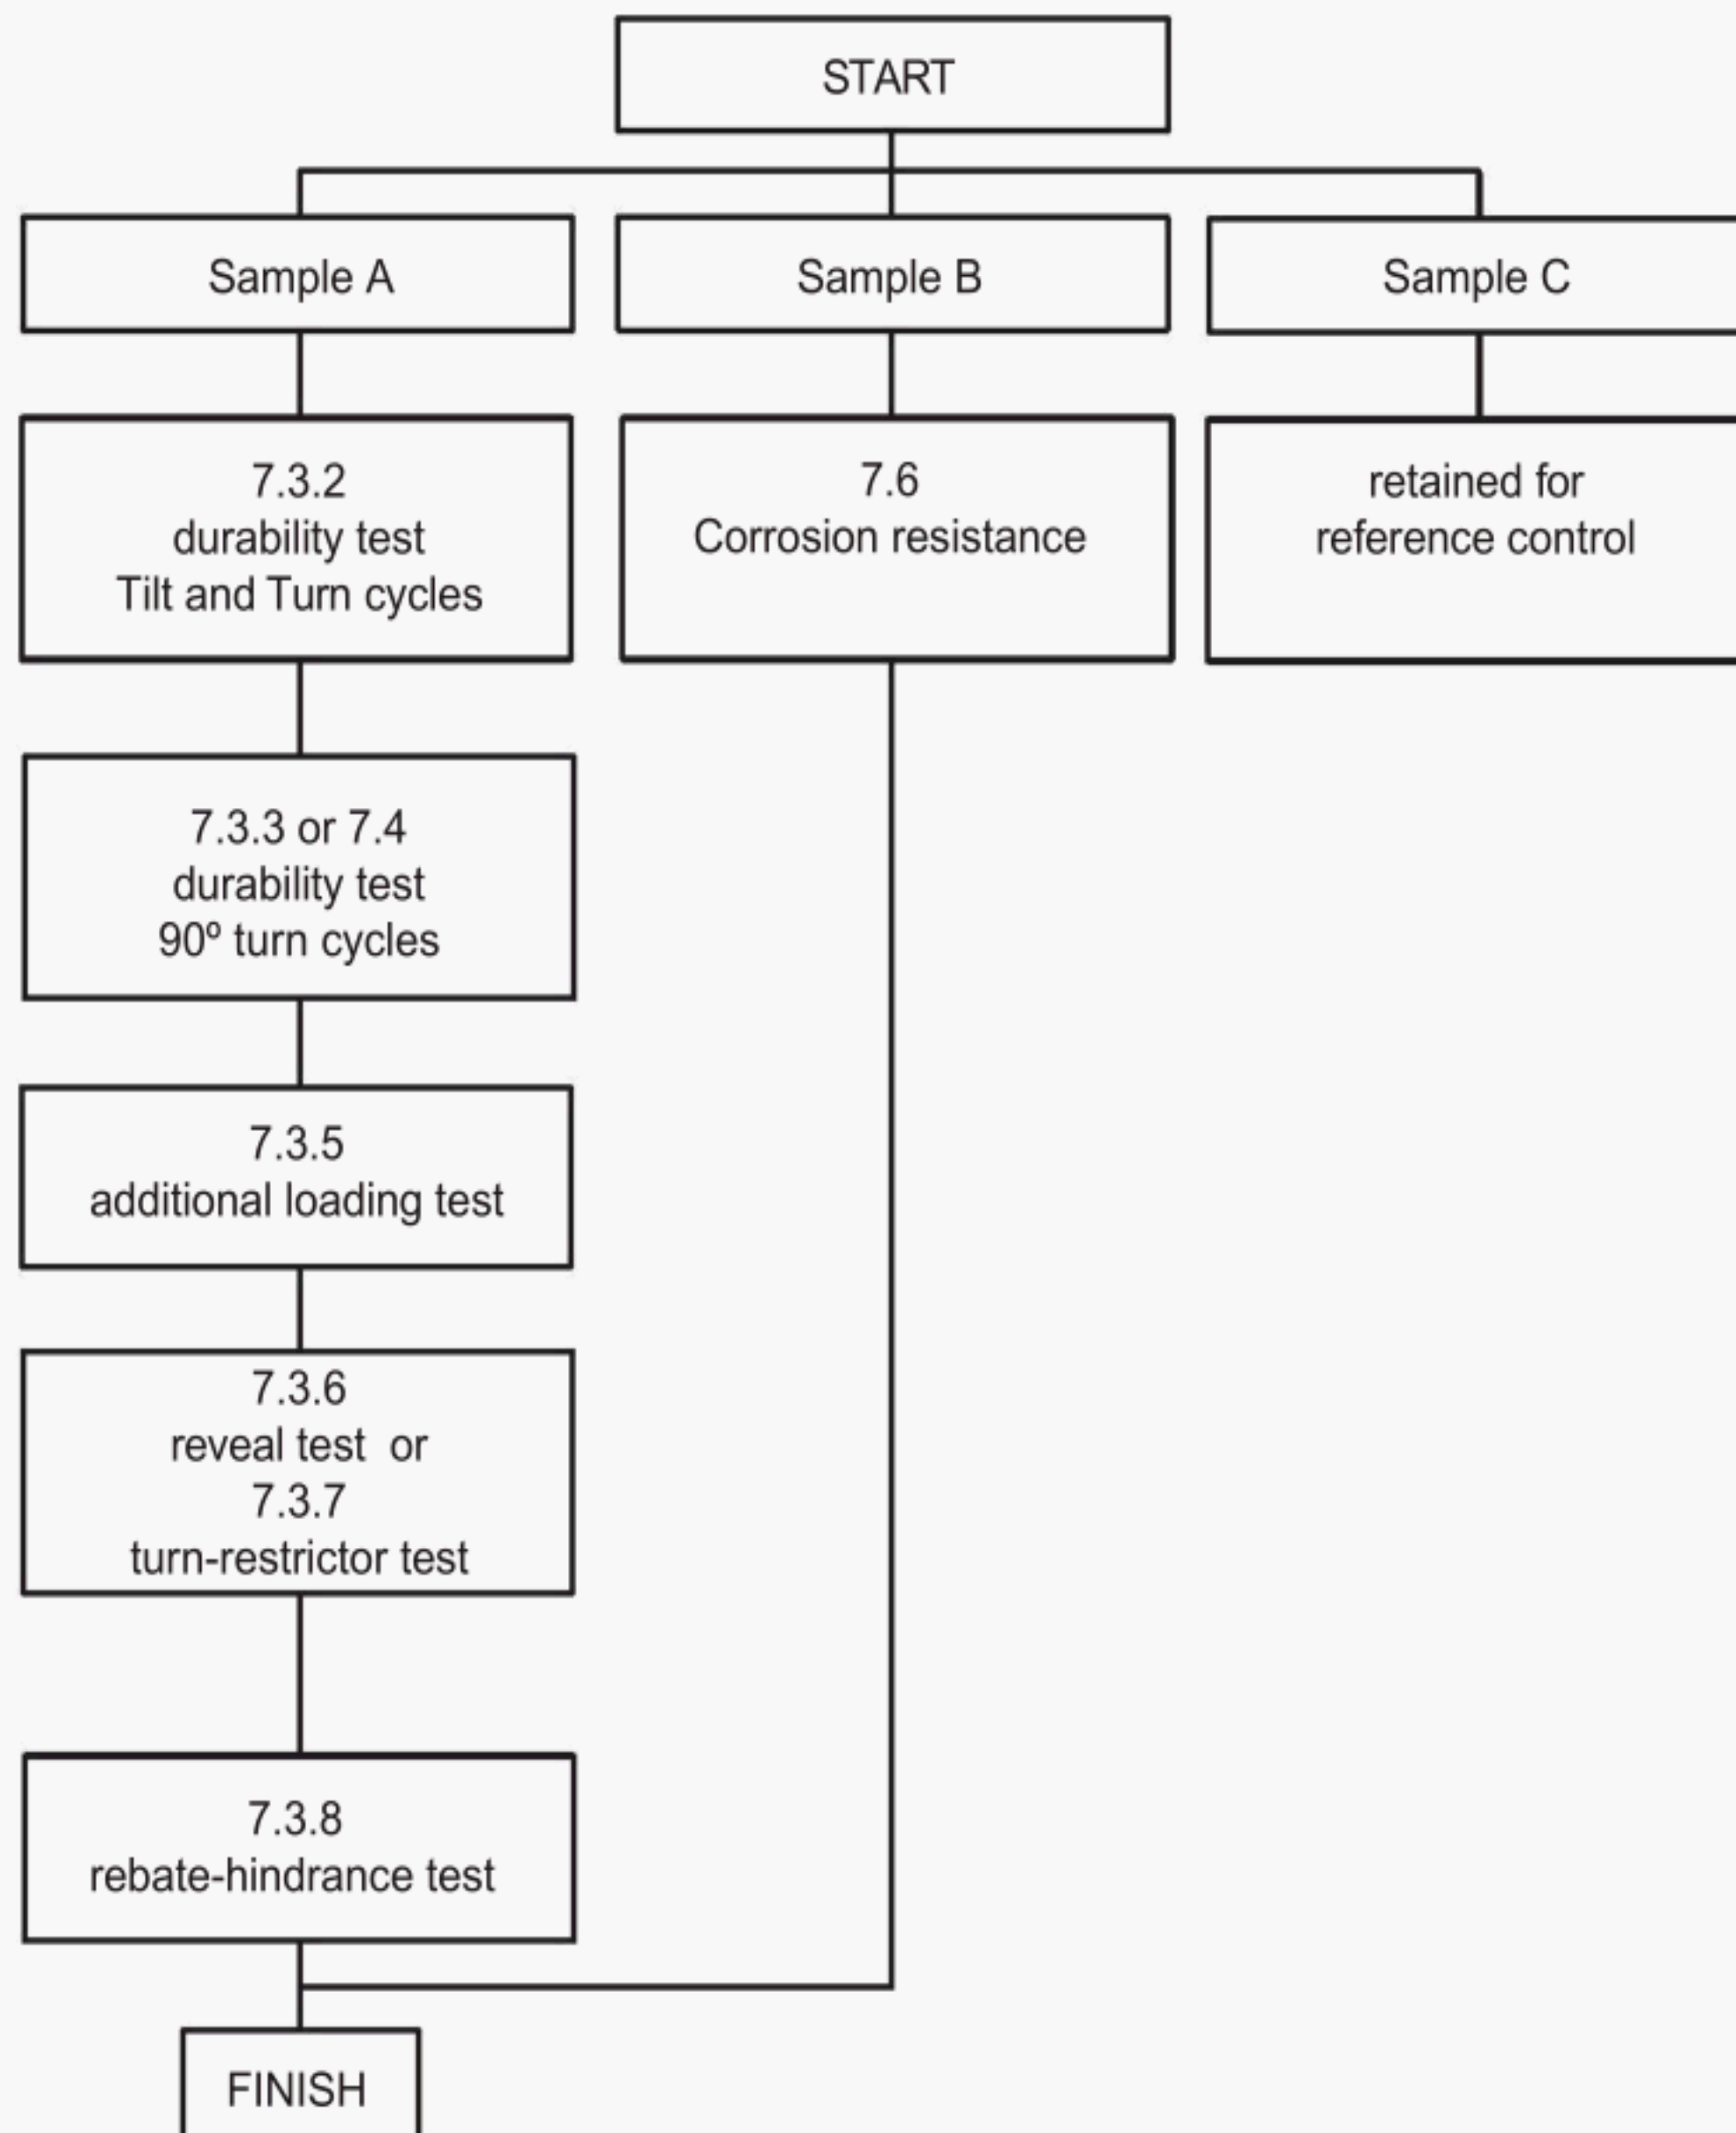 START
Sample A
Sample B
Sample C
7.3.2
durability test
Tilt and Turn cycles
7.6
Corrosion resistance
retained for
reference control
7.3.3 or 7.4
durability test
90º turn cycles
7.3.5
additional loading test
7.3.6
reveal test or
7.3.7
turn-restrictor test
7.3.8
rebate-hindrance test
FINISH